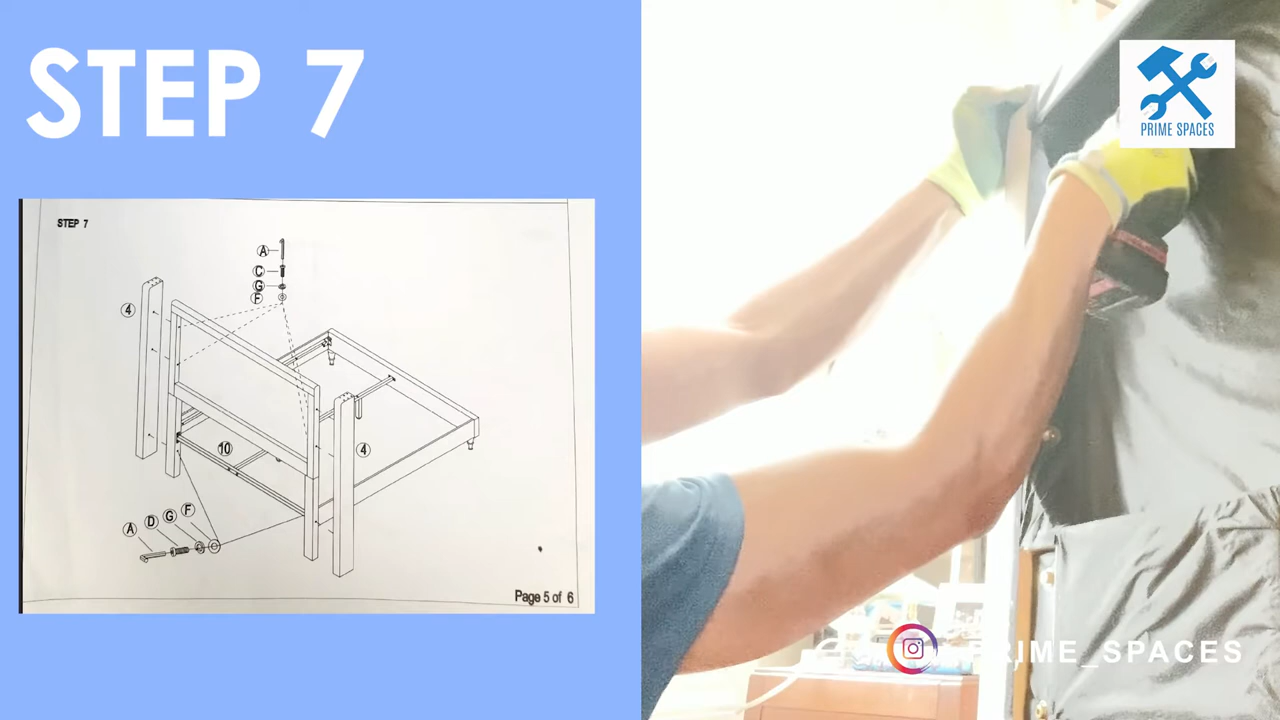 STEP 7
STEP 7
A
C
G
F
4
10
4
A
D
G
F
Page 5 of 6
PRIME SPACES
PRIME_SPACES